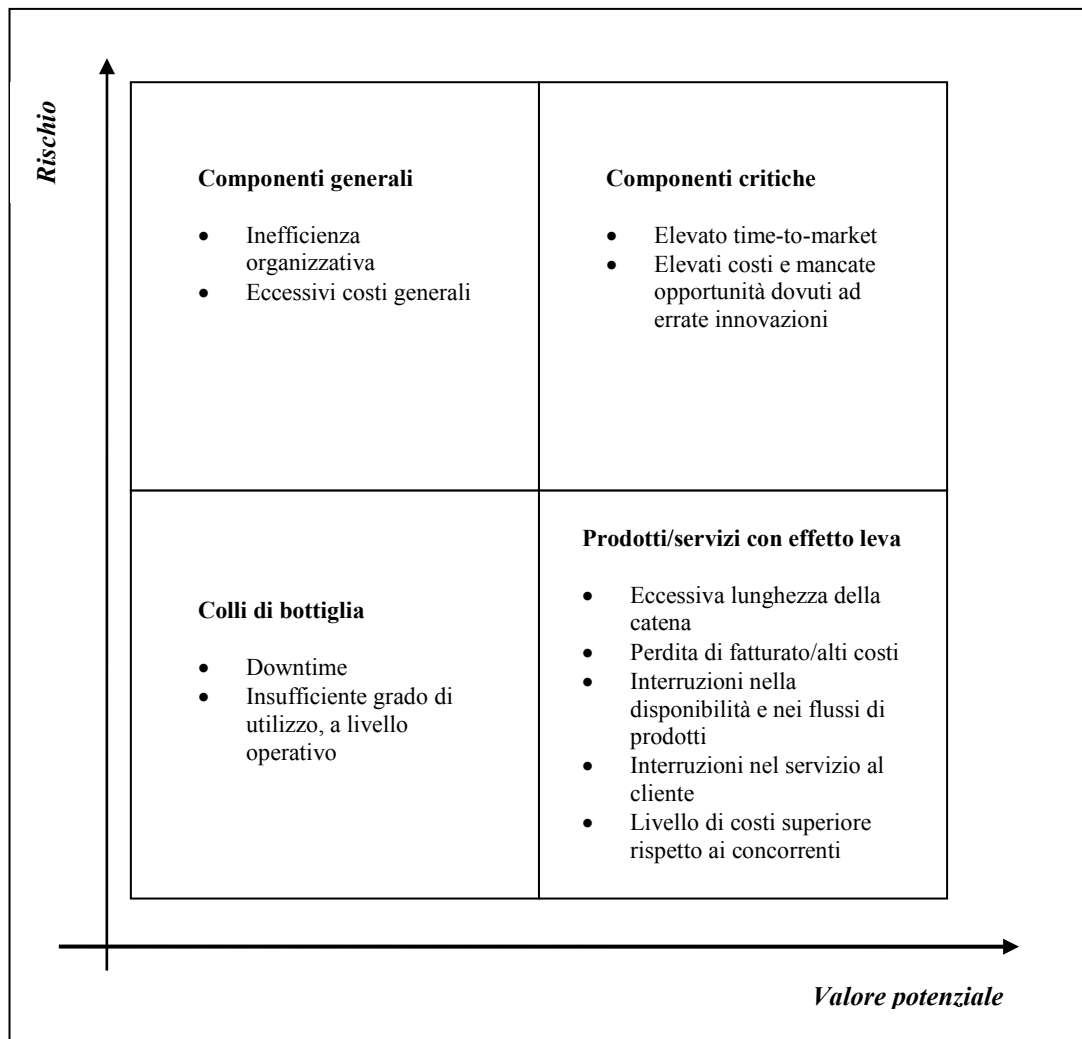 Rischio
Componenti generali
• Inefficienza
organizzativa
• Eccessivi costi generali
Componenti critiche
• Elevato time-to-market
• Elevati costi e mancate
opportunità dovuti ad
errate innovazioni
Colli di bottiglia
• Downtime
• Insufficiente grado di
utilizzo, a livello
operativo
Prodotti/servizi con effetto leva
• Eccessiva lunghezza della
catena
• Perdita di fatturato/alti costi
• Interruzioni nella
disponibilità e nei flussi di
prodotti
• Interruzioni nel servizio al
cliente
• Livello di costi superiore
rispetto ai concorrenti
Valore potenziale